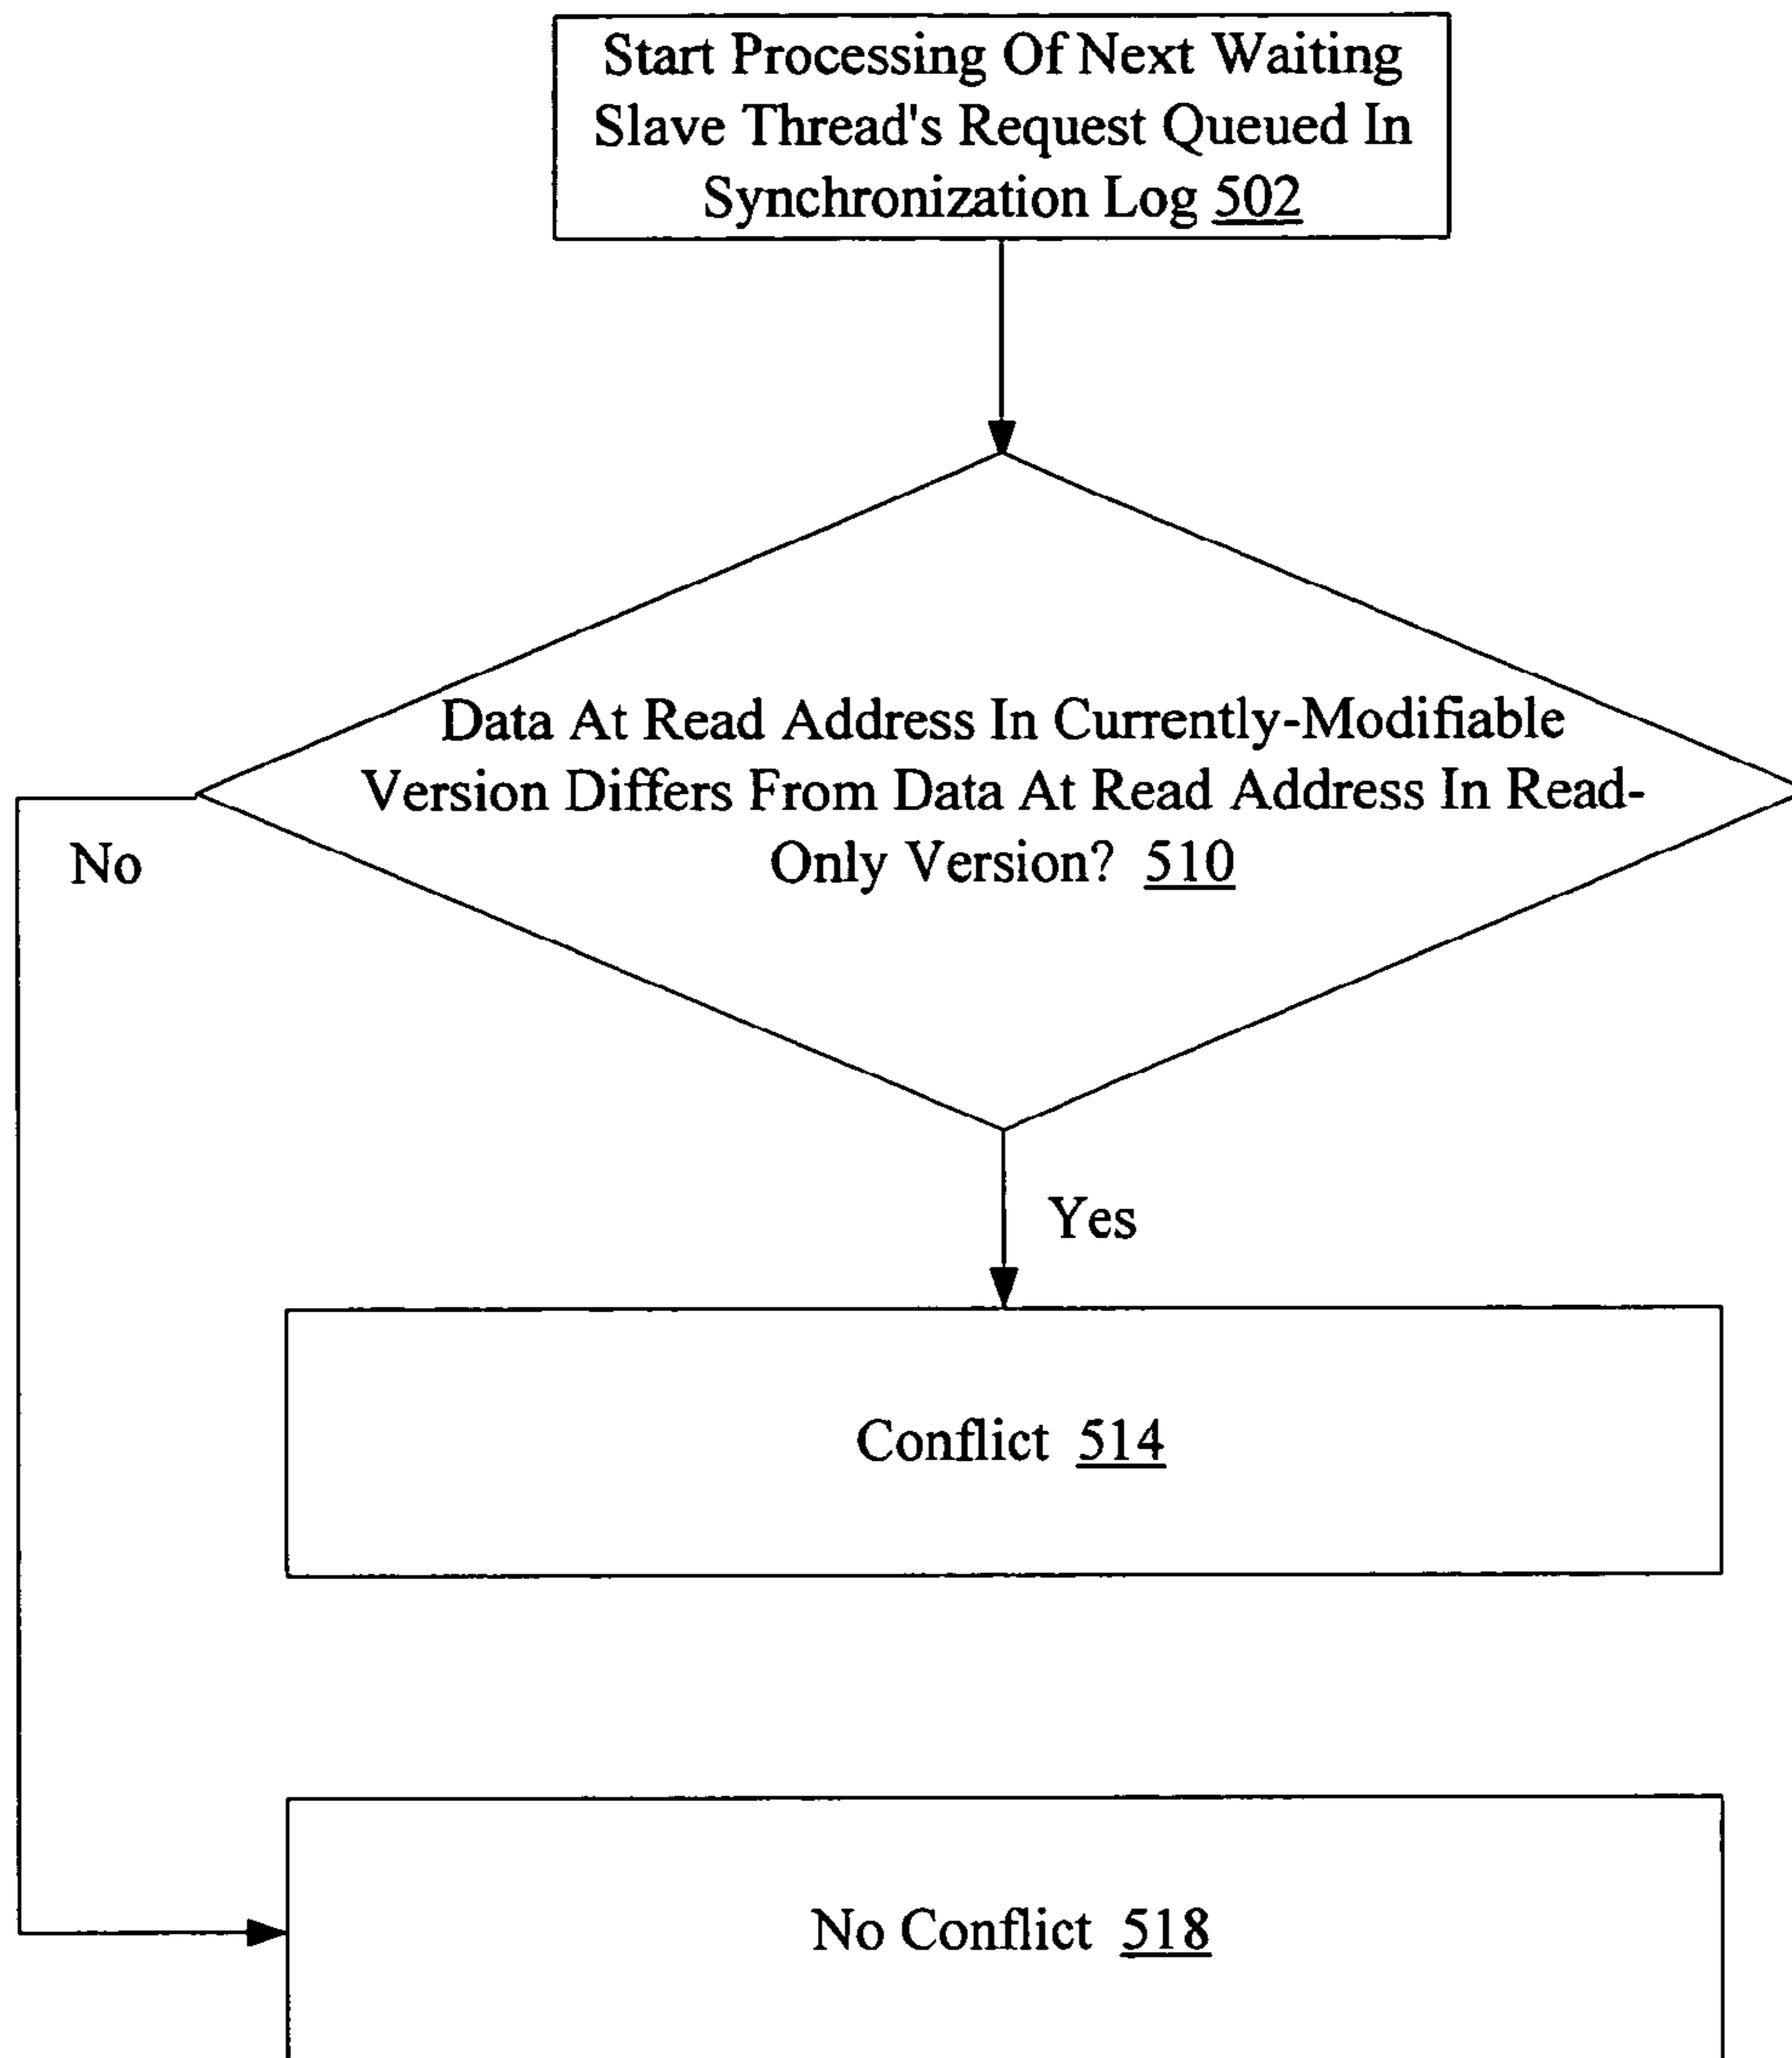 Start Processing Of Next Waiting
Slave Thread's Request Queued In
Synchronization Log 502
Data At Read Address In Currently-Modifiable
Version Differs From Data At Read Address In Read-
Only Version? 510
No
Yes
Conflict 514
No Conflict 518